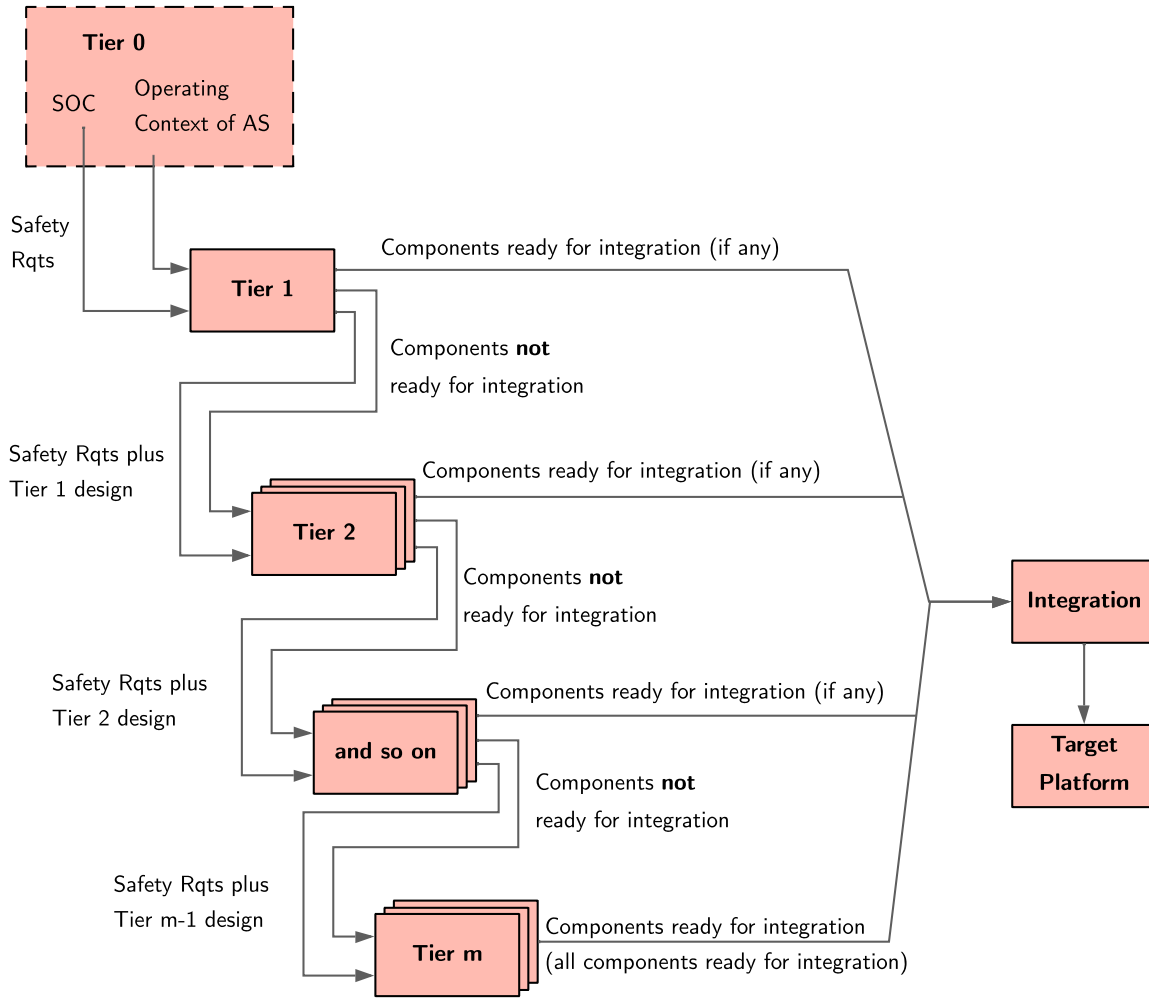 Tier 0
SOC
Operating
Context of AS
Safety
Rqts
Components ready for integration (if any)
Tier 1
Components not
ready for integration
Safety Rqts plus
Tier 1 design
Components ready for integration (if any)
Tier 2
Components not
ready for integration
Integration
Safety Rqts plus
Tier 2 design
Components ready for integration (if any)
and so on
Target
Platform
Components not
ready for integration
Safety Rqts plus
Tier m-1 design
Components ready for integration
(all components ready for integration)
Tier m